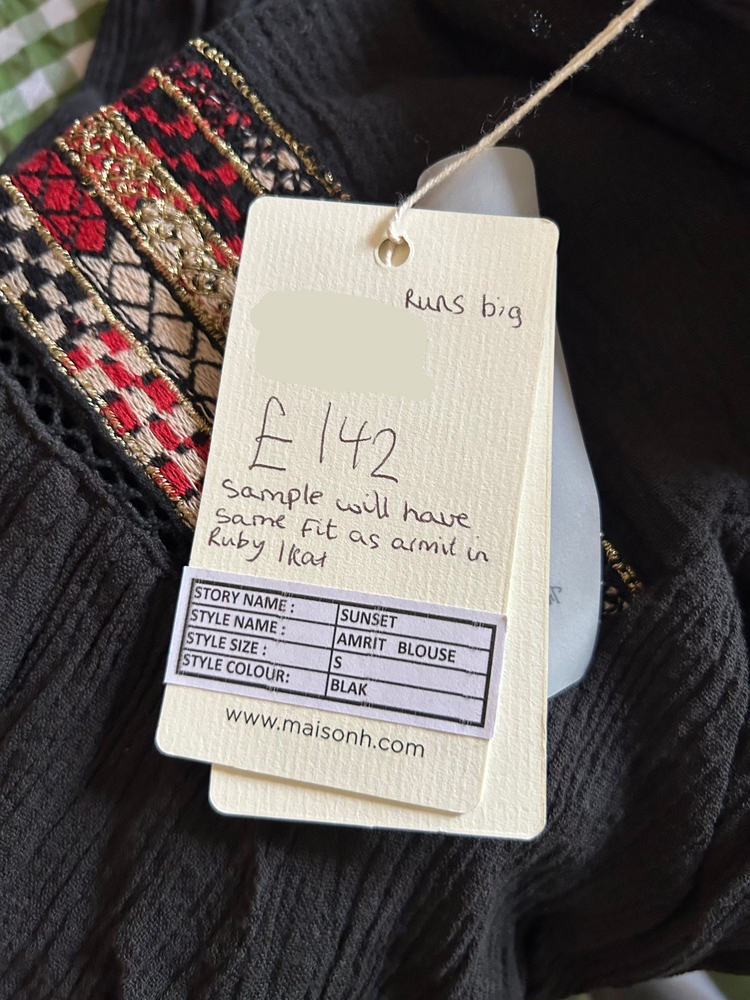 Runs big
£142
Sample will have
same fit as armit in
Ruby Ikat
STORY NAME : SUNSET
STYLE NAME : AMRIT BLOUSE
STYLE SIZE : S
STYLE COLOUR: BLAK
www.maisonh.com